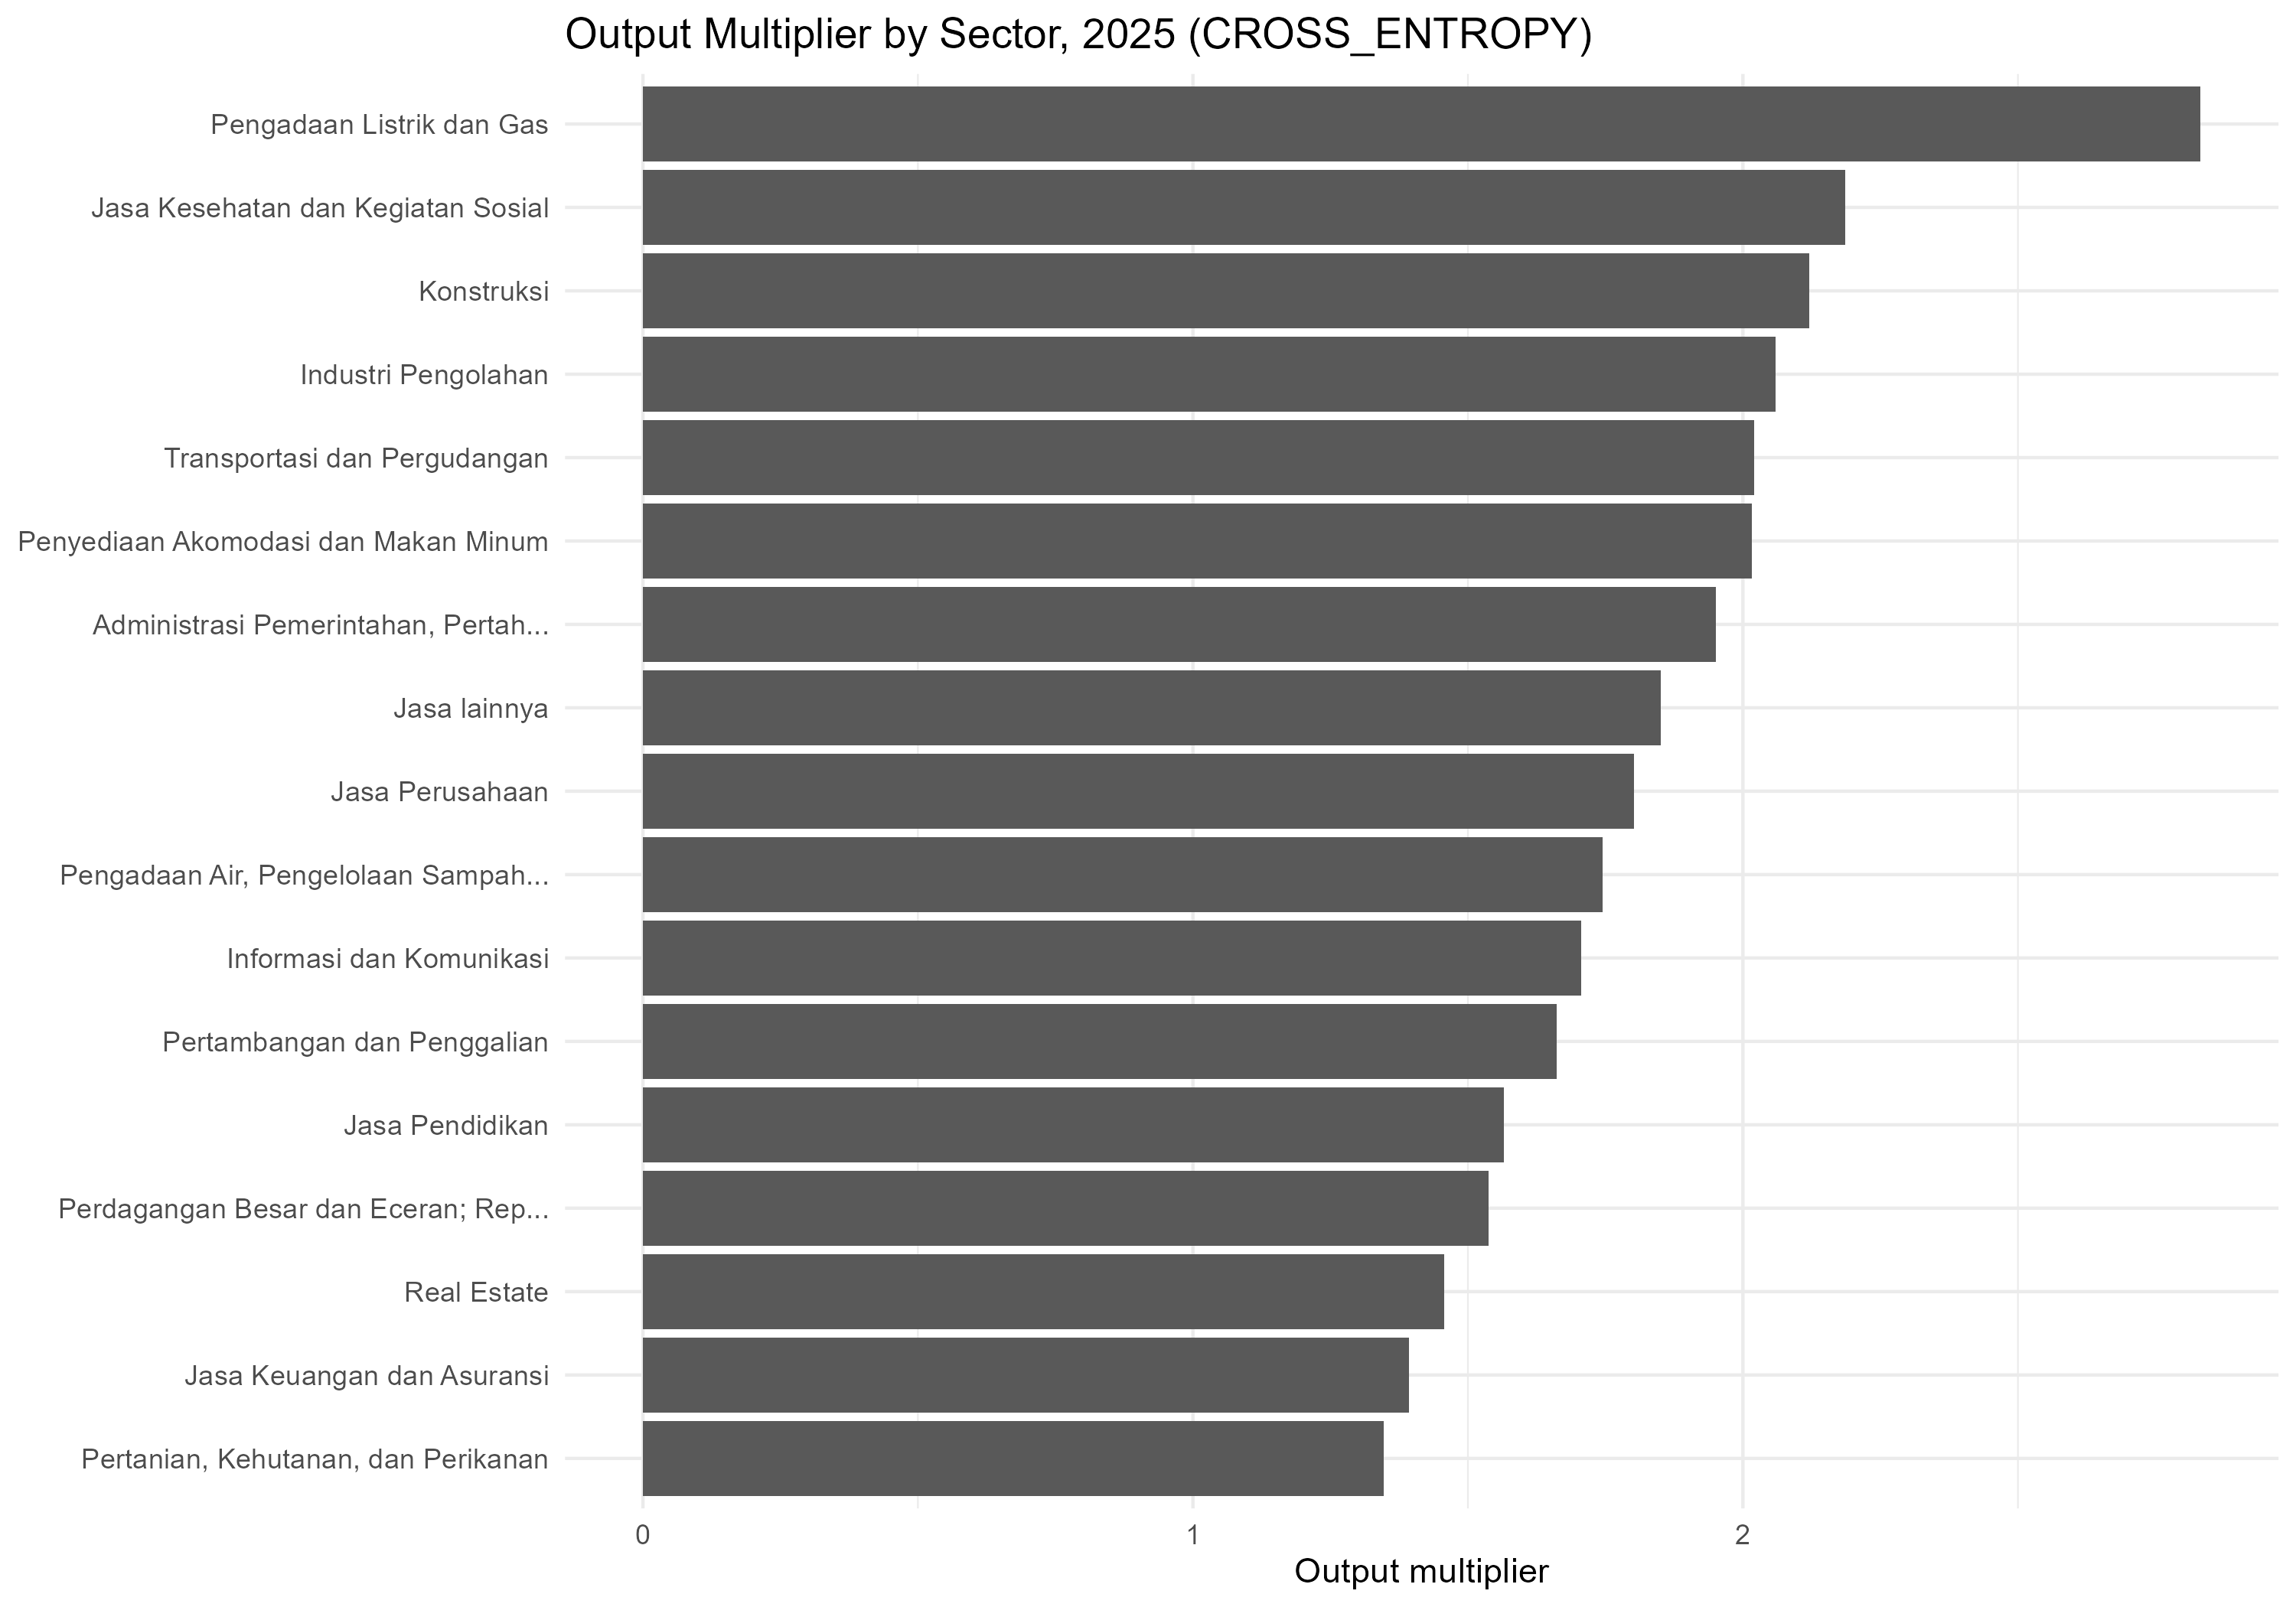 Output Multiplier by Sector, 2025 (CROSS_ENTROPY)
Pengadaan Listrik dan Gas
Jasa Kesehatan dan Kegiatan Sosial
Konstruksi
Industri Pengolahan
Transportasi dan Pergudangan
Penyediaan Akomodasi dan Makan Minum
Administrasi Pemerintahan, Pertah...
Jasa lainnya
Jasa Perusahaan
Pengadaan Air, Pengelolaan Sampah...
Informasi dan Komunikasi
Pertambangan dan Penggalian
Jasa Pendidikan
Perdagangan Besar dan Eceran; Rep...
Real Estate
Jasa Keuangan dan Asuransi
Pertanian, Kehutanan, dan Perikanan
0 1 2
Output multiplier